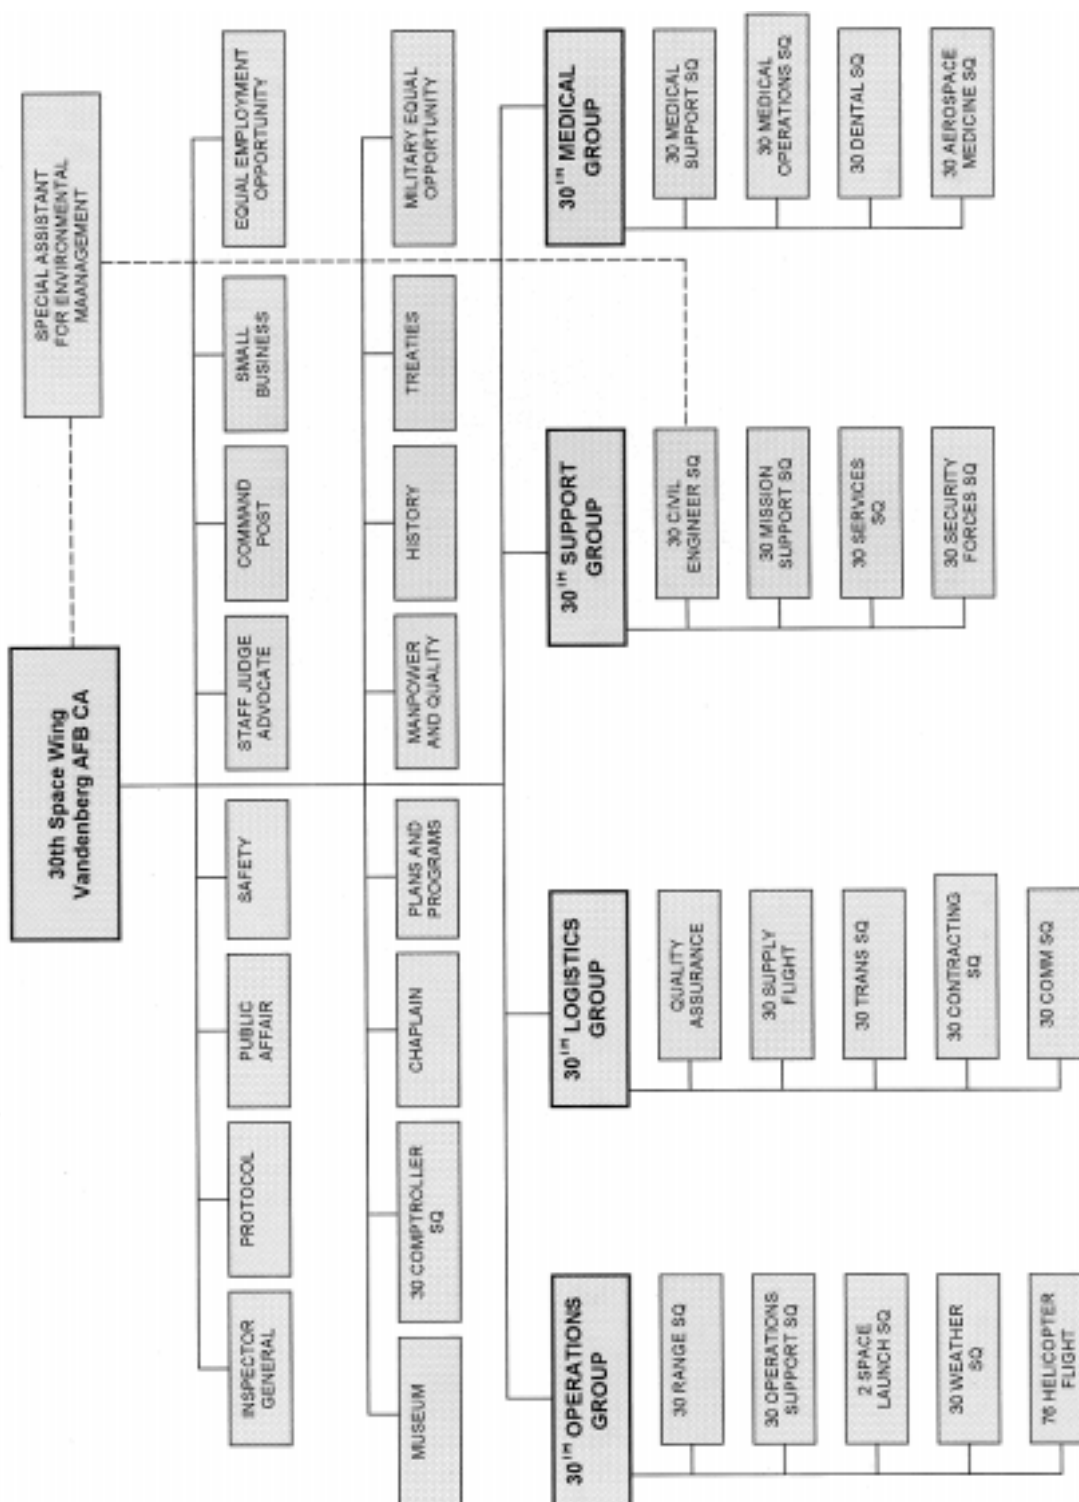 30th Space Wing
Vandenberg AFB CA
SPECIAL ASSISTANT
FOR ENVIRONMENTAL
MAANAGEMENT
INSPECTOR
GENERAL
PROTOCOL
PUBLIC
AFFAIR
SAFETY
STAFF JUDGE
ADVOCATE
COMMAND
POST
SMALL
BUSINESS
EQUAL EMPLOYMENT
OPPORTUNITY
MUSEUM
30 COMPTROLLER
SQ
CHAPLAIN
PLANS AND
PROGRAMS
MANPOWER
AND QUALITY
HISTORY
TREATIES
MILITARY EQUAL
OPPORTUNITY
30TH OPERATIONS
GROUP
30 RANGE SQ
30 OPERATIONS
SUPPORT SQ
2 SPACE
LAUNCH SQ
30 WEATHER
SQ
76 HELICOPTER
FLIGHT
30TH LOGISTICS
GROUP
QUALITY
ASSURANCE
30 SUPPLY
FLIGHT
30 TRANS SQ
30 CONTRACTING
SQ
30 COMM SQ
30TH SUPPORT
GROUP
30 CIVIL
ENGINEER SQ
30 MISSION
SUPPORT SQ
30 SERVICES
SQ
30 SECURITY
FORCES SQ
30TH MEDICAL
GROUP
30 MEDICAL
SUPPORT SQ
30 MEDICAL
OPERATIONS SQ
30 DENTAL SQ
30 AEROSPACE
MEDICINE SQ